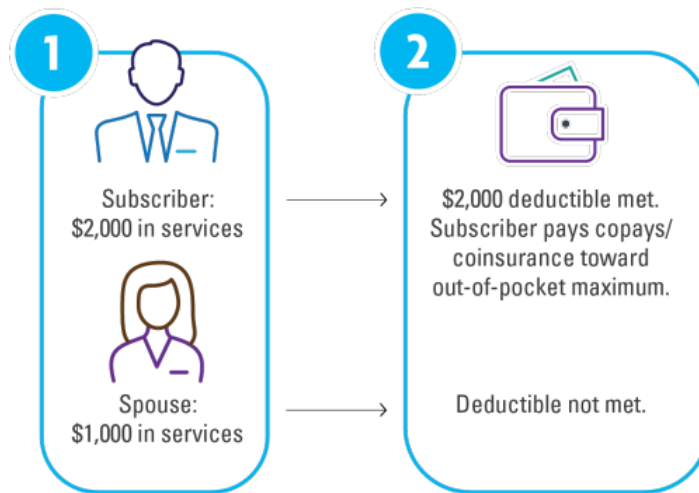 1
Subscriber:
$2,000 in services
Spouse:
$1,000 in services
2
$2,000 deductible met.
Subscriber pays copays/
coinsurance toward
out-of-pocket maximum.
Deductible not met.